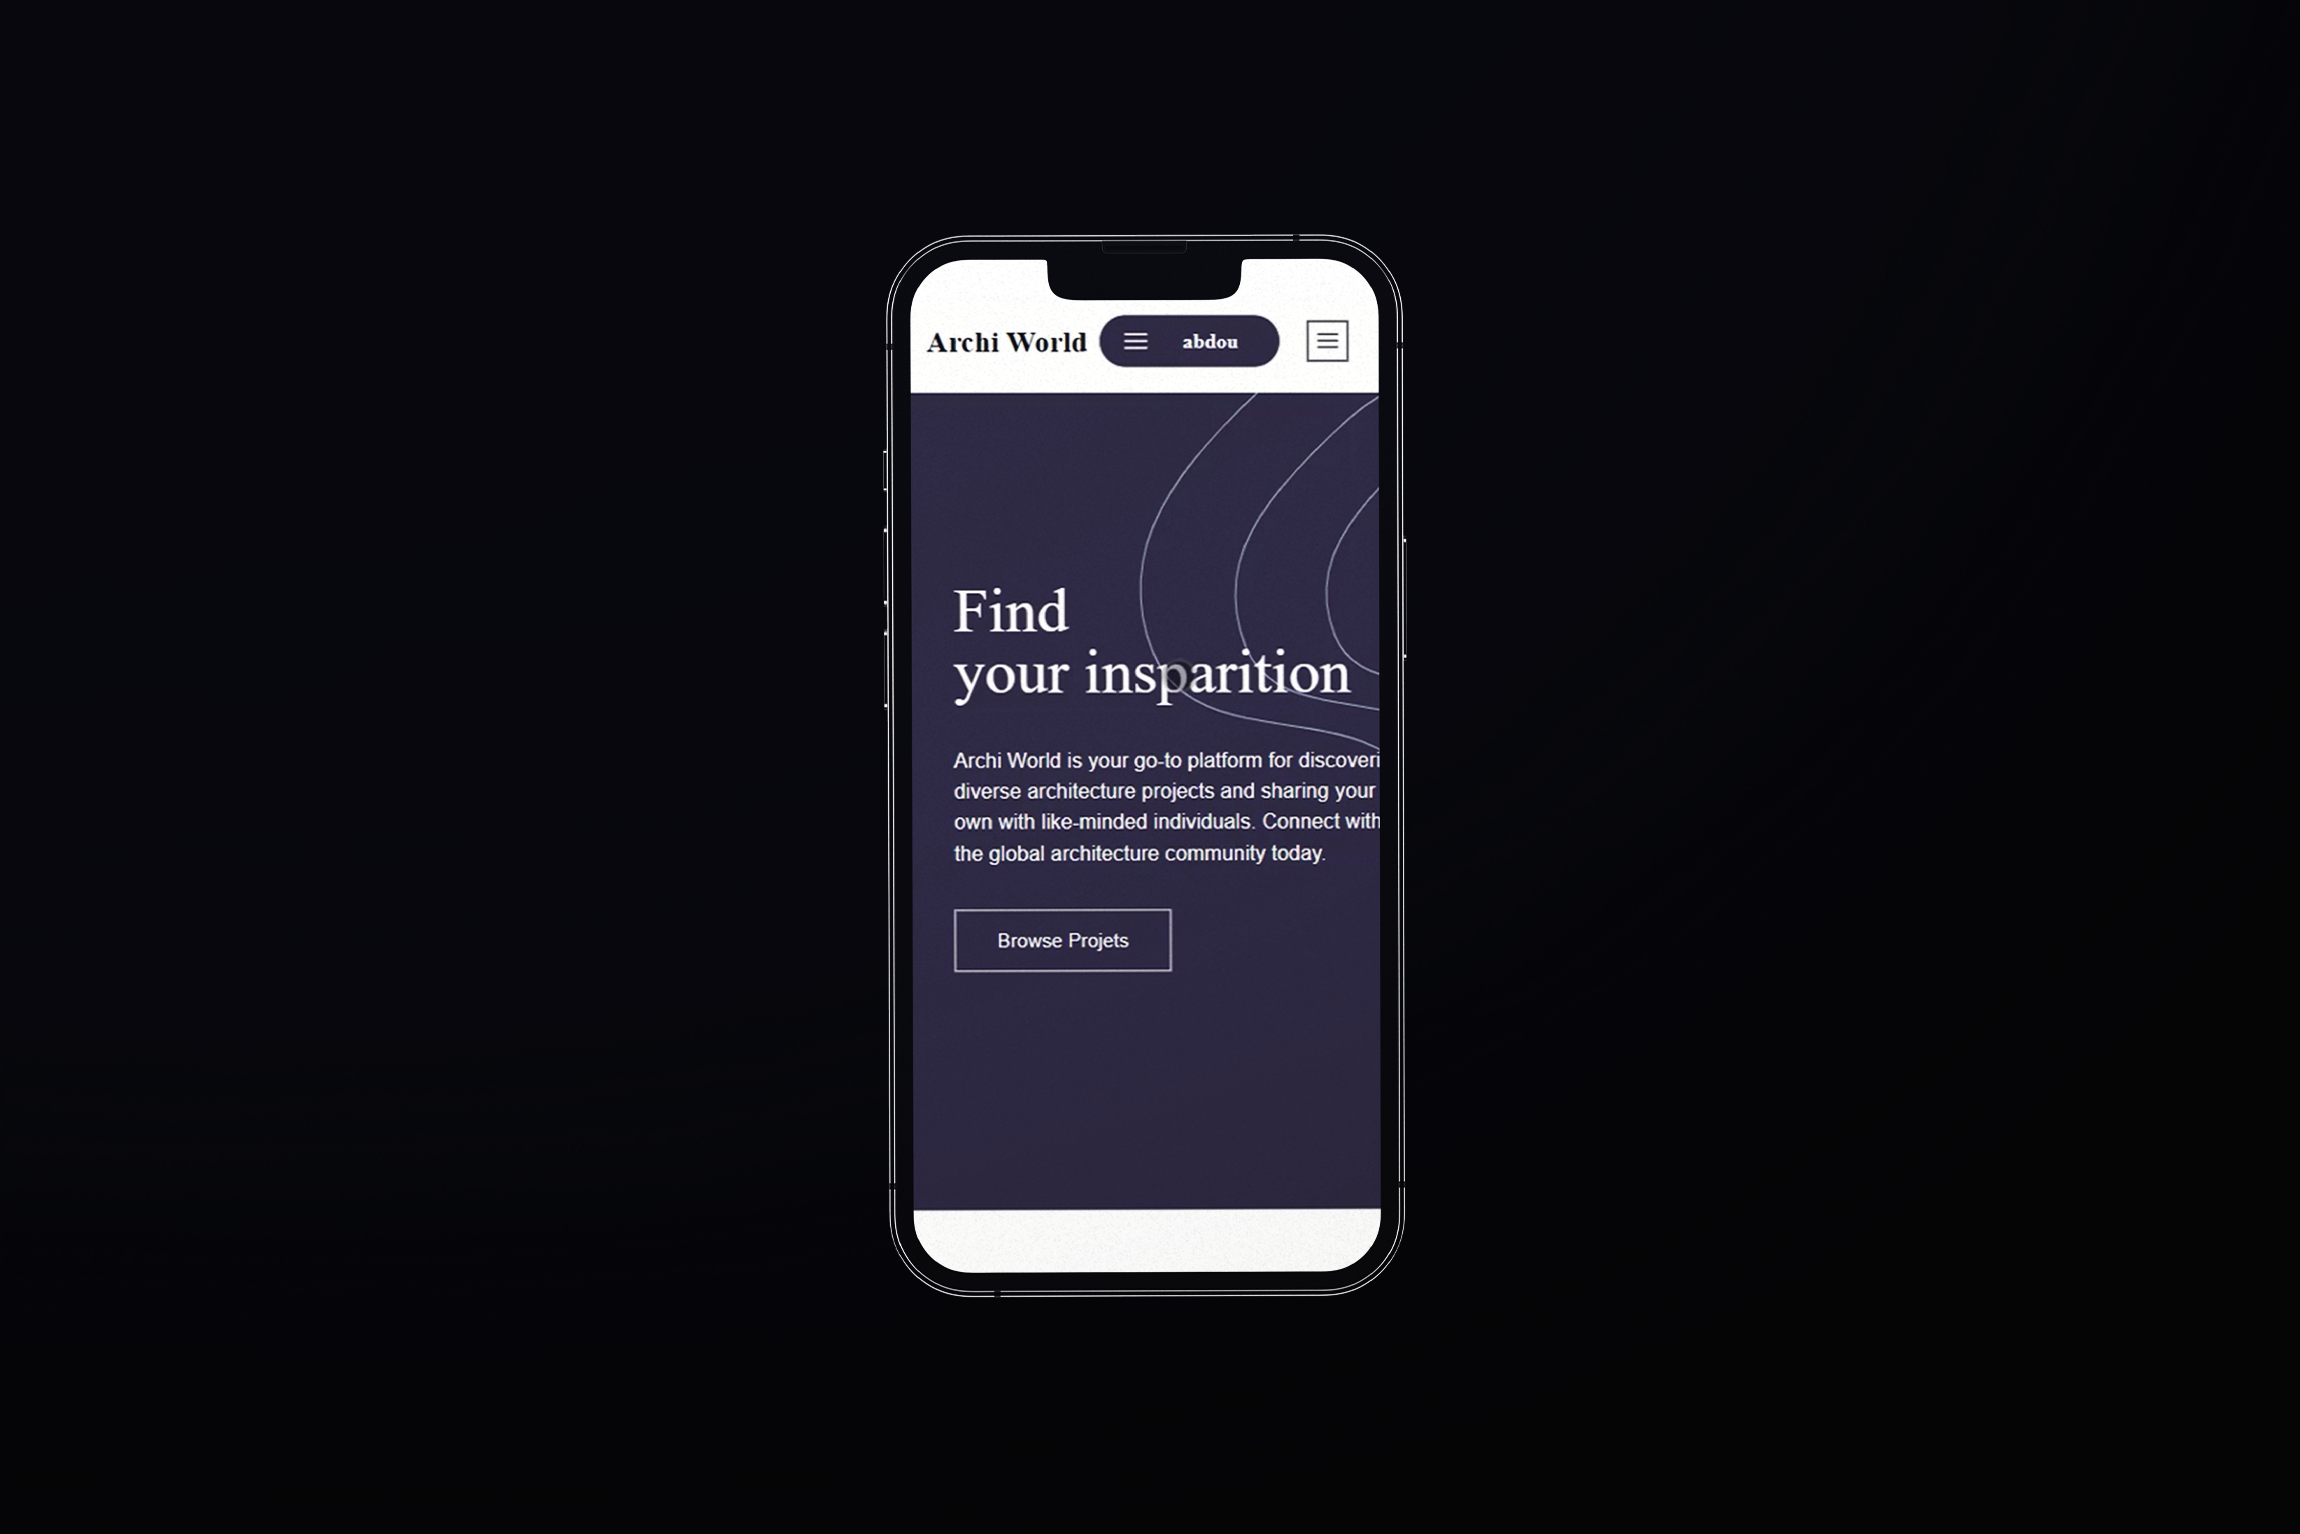 Archi World
abdou
Find
your insparition
Archi World is your go-to platform for discoveri
diverse architecture projects and sharing your
own with like-minded individuals. Connect with
the global architecture community today.
Browse Projets